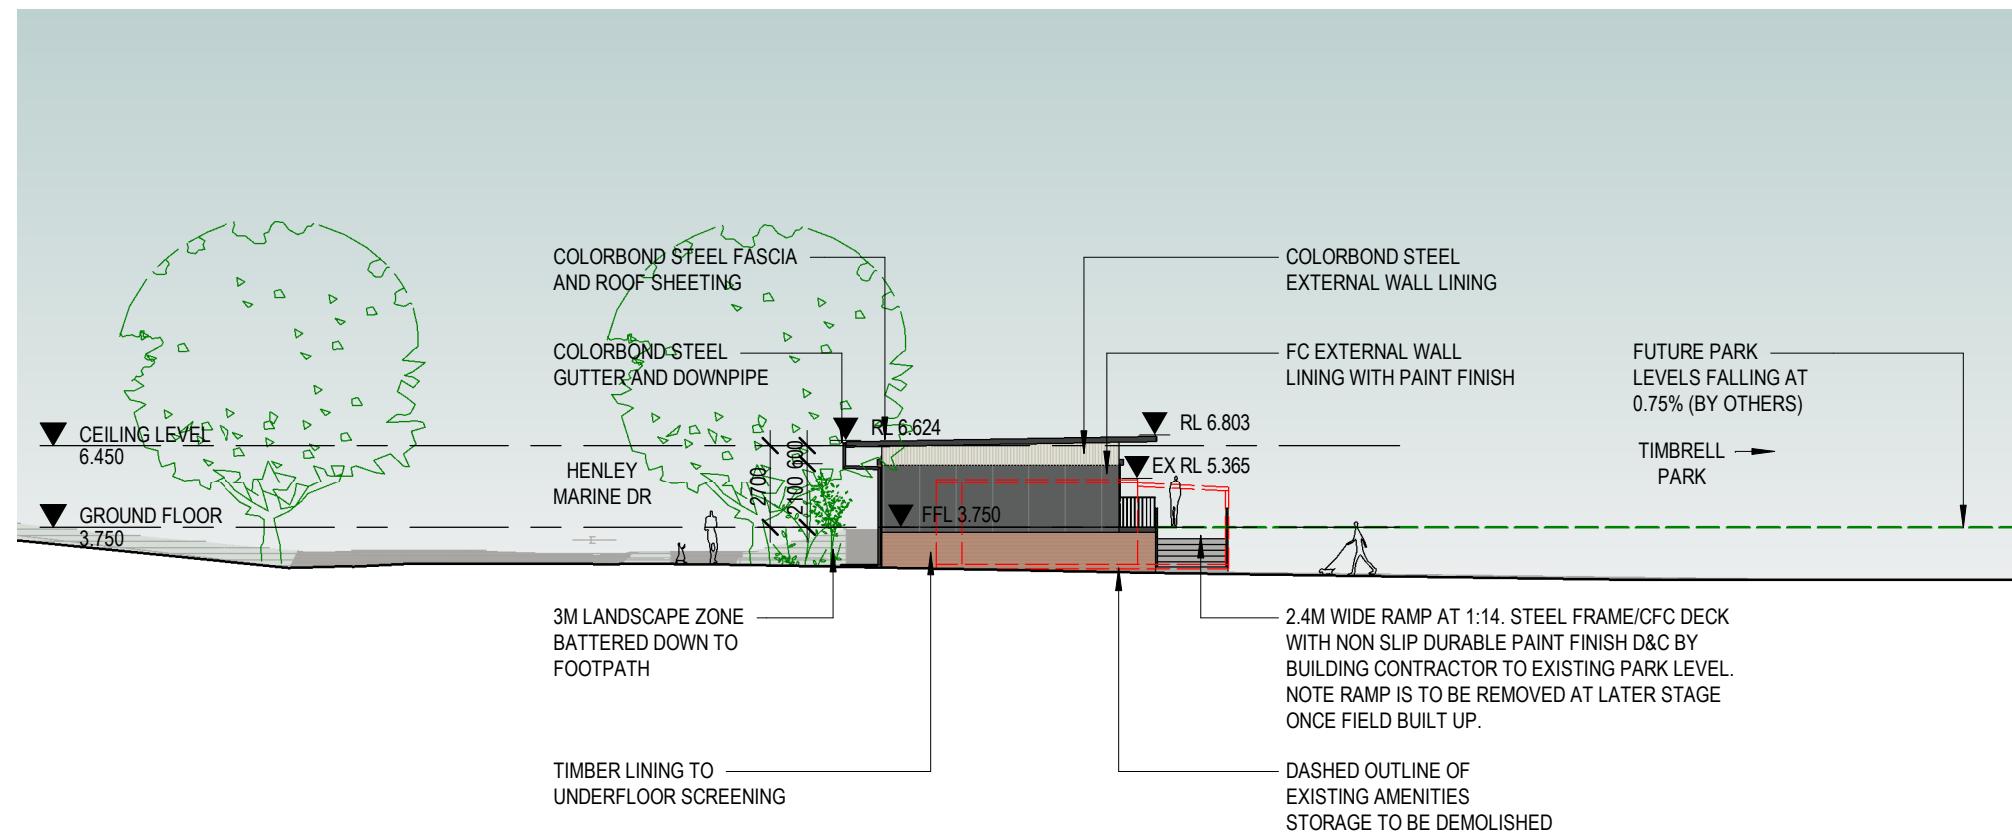 COLORBOND STEEL FASCIA
AND ROOF SHEETING
COLORBOND STEEL
EXTERNAL WALL LINING
COLORBOND STEEL
GUTTER AND DOWNPIPE
FC EXTERNAL WALL
LINING WITH PAINT FINISH
FUTURE PARK
LEVELS FALLING AT
0.75% (BY OTHERS)
CEILING LEVEL
6.450
RL 6.624
RL 6.803
TIMBRELL
PARK
HENLEY
MARINE DR
2700
600
2100
EX RL 5.365
GROUND FLOOR
3.750
FFL 3.750
3M LANDSCAPE ZONE
BATTERED DOWN TO
FOOTPATH
2.4M WIDE RAMP AT 1:14. STEEL FRAME/CFC DECK
WITH NON SLIP DURABLE PAINT FINISH D&C BY
BUILDING CONTRACTOR TO EXISTING PARK LEVEL.
NOTE RAMP IS TO BE REMOVED AT LATER STAGE
ONCE FIELD BUILT UP.
TIMBER LINING TO
UNDERFLOOR SCREENING
DASHED OUTLINE OF
EXISTING AMENITIES
STORAGE TO BE DEMOLISHED